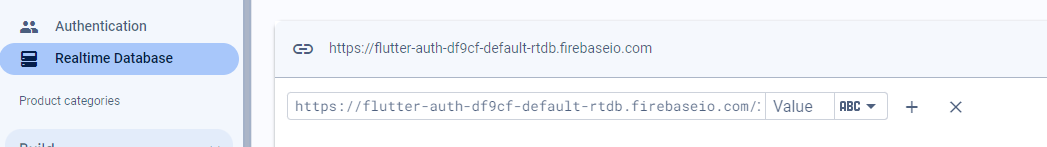 Authentication
Realtime Database
Product categories
https://flutter-auth-df9cf-default-rtdb.firebaseio.com
https://flutter-auth-df9cf-default-rtdb.firebaseio.com/:
Value
ABC